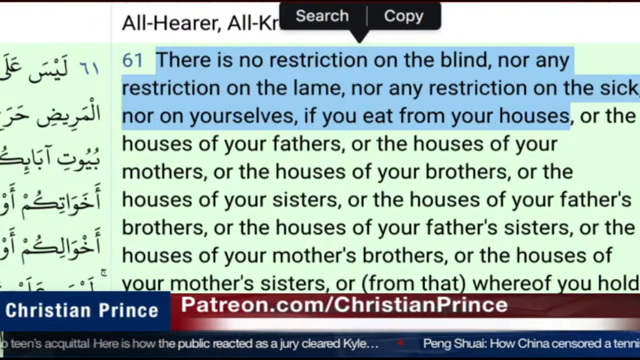 Search Copy
All-Hearer, All-Kn
61 There is no restriction on the blind, nor any
restriction on the lame, nor any restriction on the sick,
nor on yourselves, if you eat from your houses, or the
houses of your fathers, or the houses of your
mothers, or the houses of your brothers, or the
houses of your sisters, or the houses of your father's
brothers, or the houses of your father's sisters, or the
houses of your mother's brothers, or the houses of
your mother's sisters, or (from that) whereof you hold
٦١ لَيْسَ عَلَى
الْمَرِيضِ حَرَجٌ
بُيُوتِ آبَائِكُمْ
أَخَوَاتِكُمْ أَوْ
أَخْوَالِكُمْ أَوْ
Christian Prince
Patreon.com/ChristianPrince
o teen's acquittal Here is how the public reacted as a jury cleared Kyle... Peng Shuai: How China censored a tenni